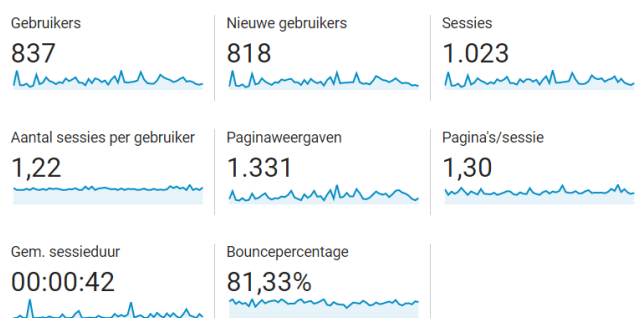 Gebruikers
837
Nieuwe gebruikers
818
Sessies
1.023
Aantal sessies per gebruiker
1,22
Paginaweergaven
1.331
Pagina's/sessie
1,30
Gem. sessieduur
00:00:42
Bouncepercentage
81,33%